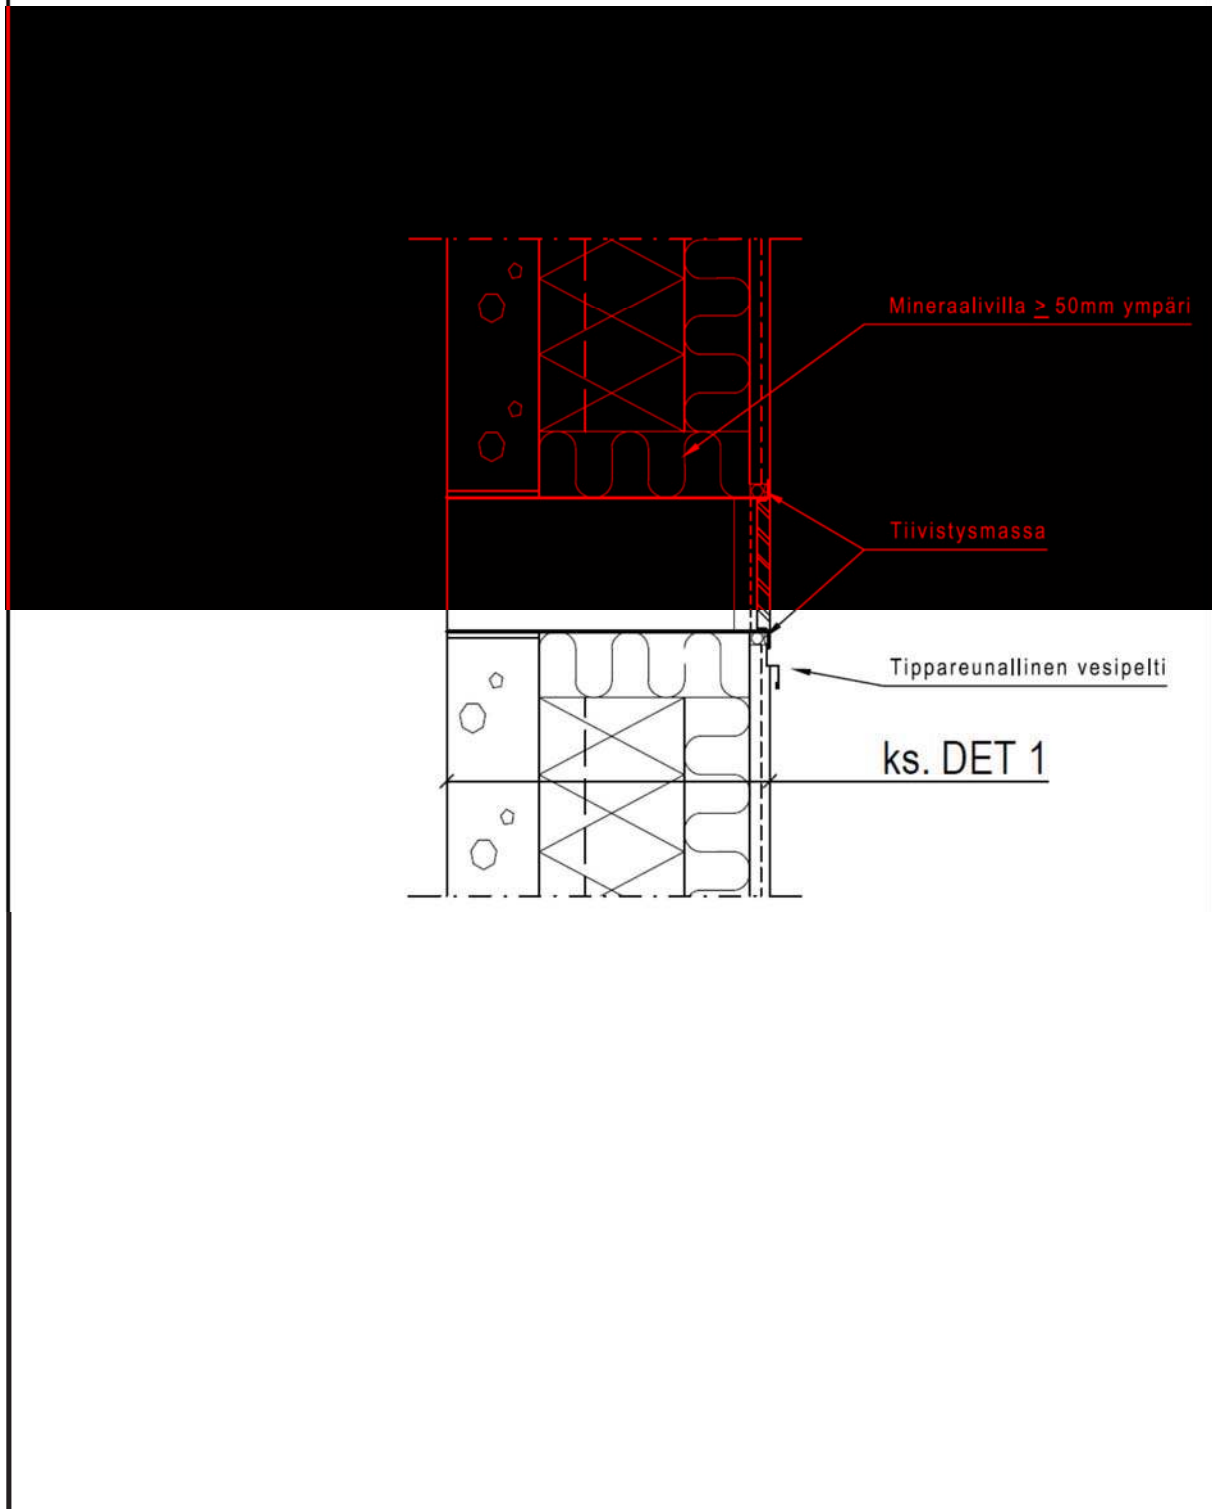 Mineraalivilla ≥ 50mm ympäri
Tiivistysmassa
Tippareunallinen vesipelti
ks. DET 1